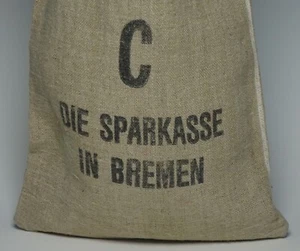 C
DIE SPARKASSE
IN BREMEN